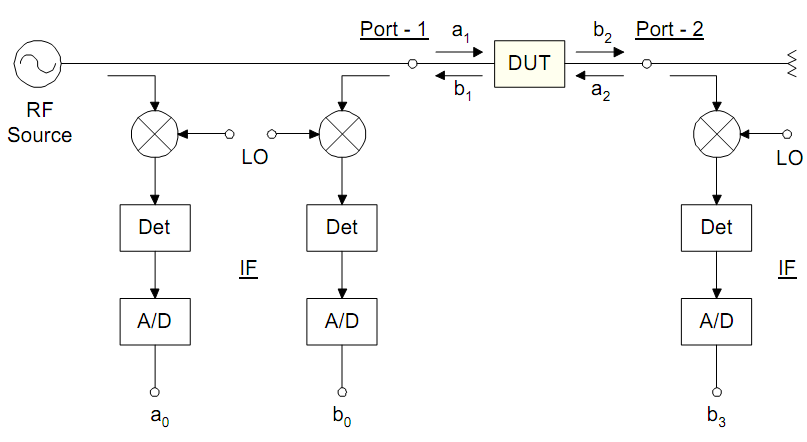 Port - 1
a1
b2
Port - 2
DUT
b1
a2
RF
Source
LO
LO
Det
Det
Det
IF
IF
A/D
A/D
A/D
a0
b0
b3